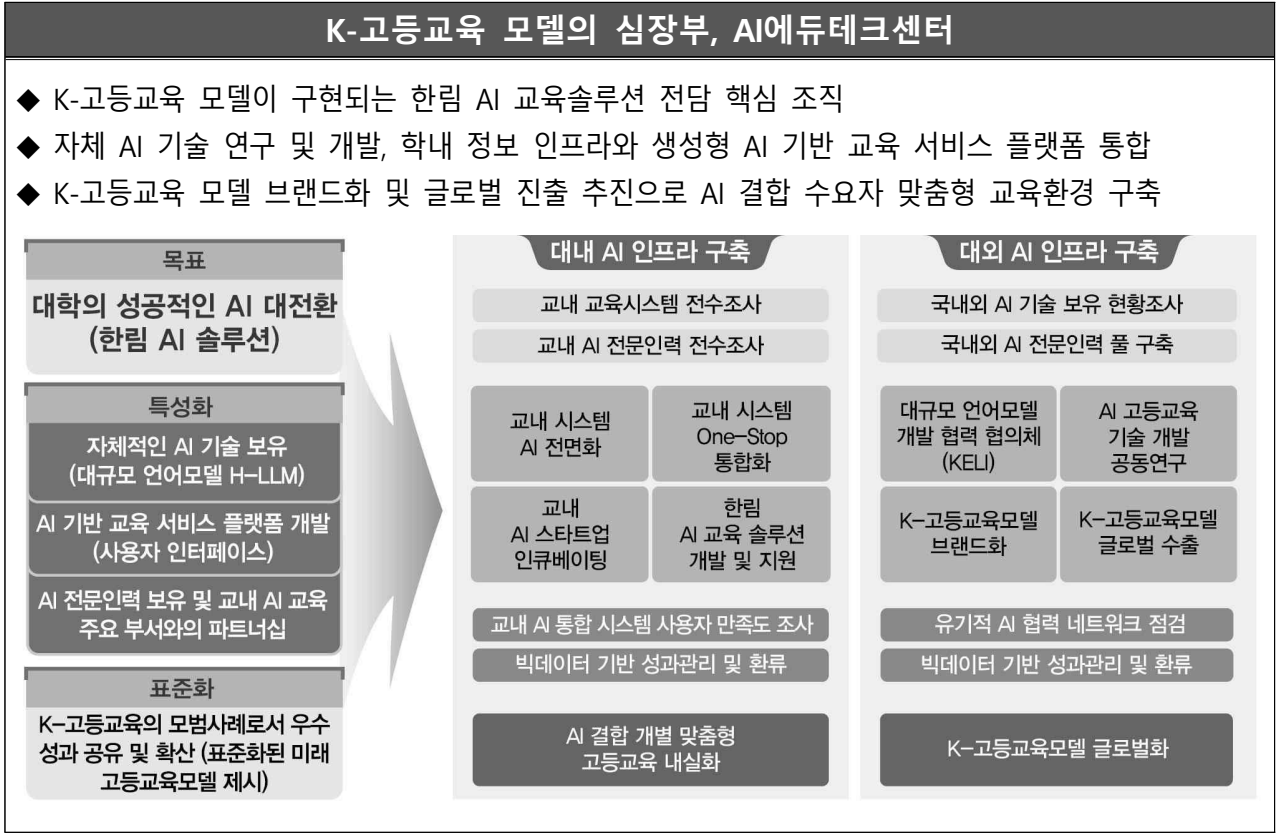 K-고등교육 모델의 심장부, AI에듀테크센터
◆ K-고등교육 모델이 구현되는 한림 AI 교육솔루션 전담 핵심 조직
◆ 자체 AI 기술 연구 및 개발, 학내 정보 인프라와 생성형 AI 기반 교육 서비스 플랫폼 통합
◆ K-고등교육 모델 브랜드화 및 글로벌 진출 추진으로 AI 결합 수요자 맞춤형 교육환경 구축
목표
대학의 성공적인 AI 대전환
(한림 AI 솔루션)
특성화
자체적인 AI 기술 보유
(대규모 언어모델 H-LLM)
AI 기반 교육 서비스 플랫폼 개발
(사용자 인터페이스)
AI 전문인력 보유 및 교내 AI 교육
주요 부서와의 파트너십
표준화
K-고등교육의 모범사례로서 우수
성과 공유 및 확산 (표준화된 미래
고등교육모델 제시)
대내 AI 인프라 구축
교내 교육시스템 전수조사
교내 AI 전문인력 전수조사
교내 시스템
AI 전면화
교내 시스템
One-Stop
통합화
교내
AI 스타트업
인큐베이팅
한림
AI 교육 솔루션
개발 및 지원
교내 AI 통합 시스템 사용자 만족도 조사
빅데이터 기반 성과관리 및 환류
AI 결합 개별 맞춤형
고등교육 내실화
대외 AI 인프라 구축
국내외 AI 기술 보유 현황조사
국내외 AI 전문인력 풀 구축
대규모 언어모델
개발 협력 협의체
(KELI)
AI 고등교육
기술 개발
공동연구
K-고등교육모델
브랜드화
K-고등교육모델
글로벌 수출
유기적 AI 협력 네트워크 점검
빅데이터 기반 성과관리 및 환류
K-고등교육모델 글로벌화